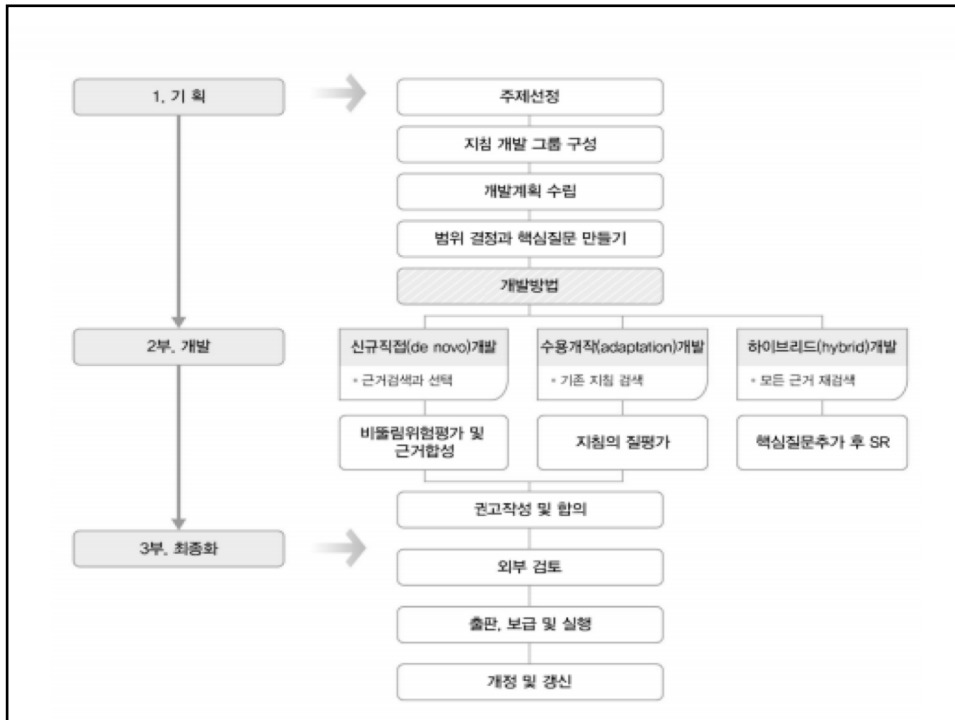 1. 기 획
주제선정
지침 개발 그룹 구성
개발계획 수립
범위 결정과 핵심질문 만들기
개발방법
2부. 개발
신규직접(de novo)개발
• 근거검색과 선택
수용개작(adaptation)개발
• 기존 지침 검색
하이브리드(hybrid)개발
• 모든 근거 재검색
비뚤림위험평가 및
근거합성
지침의 질평가
핵심질문추가 후 SR
권고작성 및 합의
3부. 최종화
외부 검토
출판, 보급 및 실행
개정 및 갱신